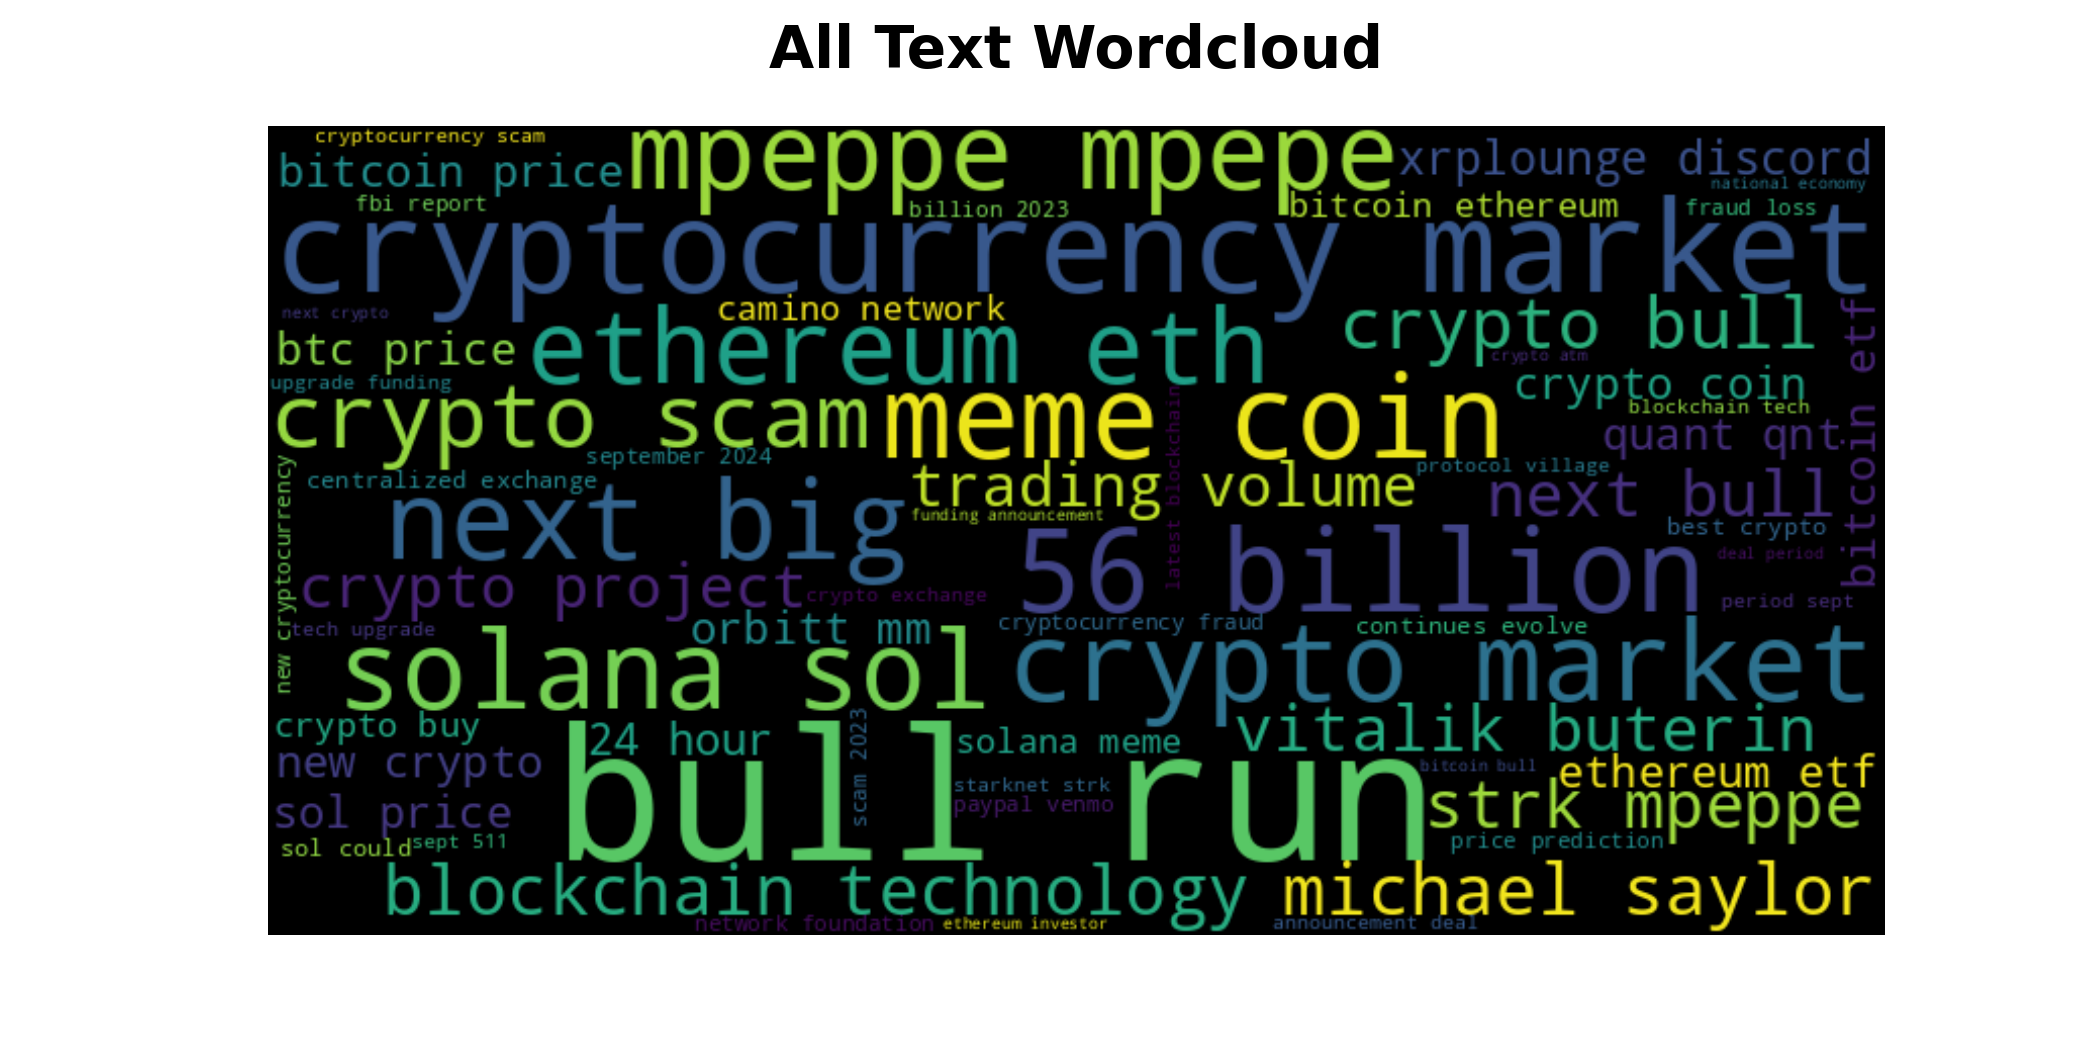 All Text Wordcloud
cryptocurrency scam
mpeppe mpepe
xrplounge discord
bitcoin price
national economy
fbi report
billion 2023
bitcoin ethereum
fraud loss
cryptocurrency market
next crypto
camino network
crypto bull
bitcoin etf
btc price
ethereum eth
crypto atm
upgrade funding
crypto scam
meme coin
crypto coin
blockchain tech
latest blockchain
quant qnt
september 2024
new cryptocurrency
centralized exchange
next big
trading volume
protocol village
next bull
funding announcement
best crypto
56 billion
deal period
crypto project
crypto exchange
period sept
tech upgrade
orbitt mm
cryptocurrency fraud
continues evolve
solana sol
crypto market
crypto buy
24 hour
scam 2023
solana meme
vitalik buterin
new crypto
bull run
bitcoin bull
ethereum etf
starknet strk
paypal venmo
sol price
strk mpeppe
sol could
sept 511
price prediction
blockchain technology
michael saylor
network foundation
ethereum investor
announcement deal